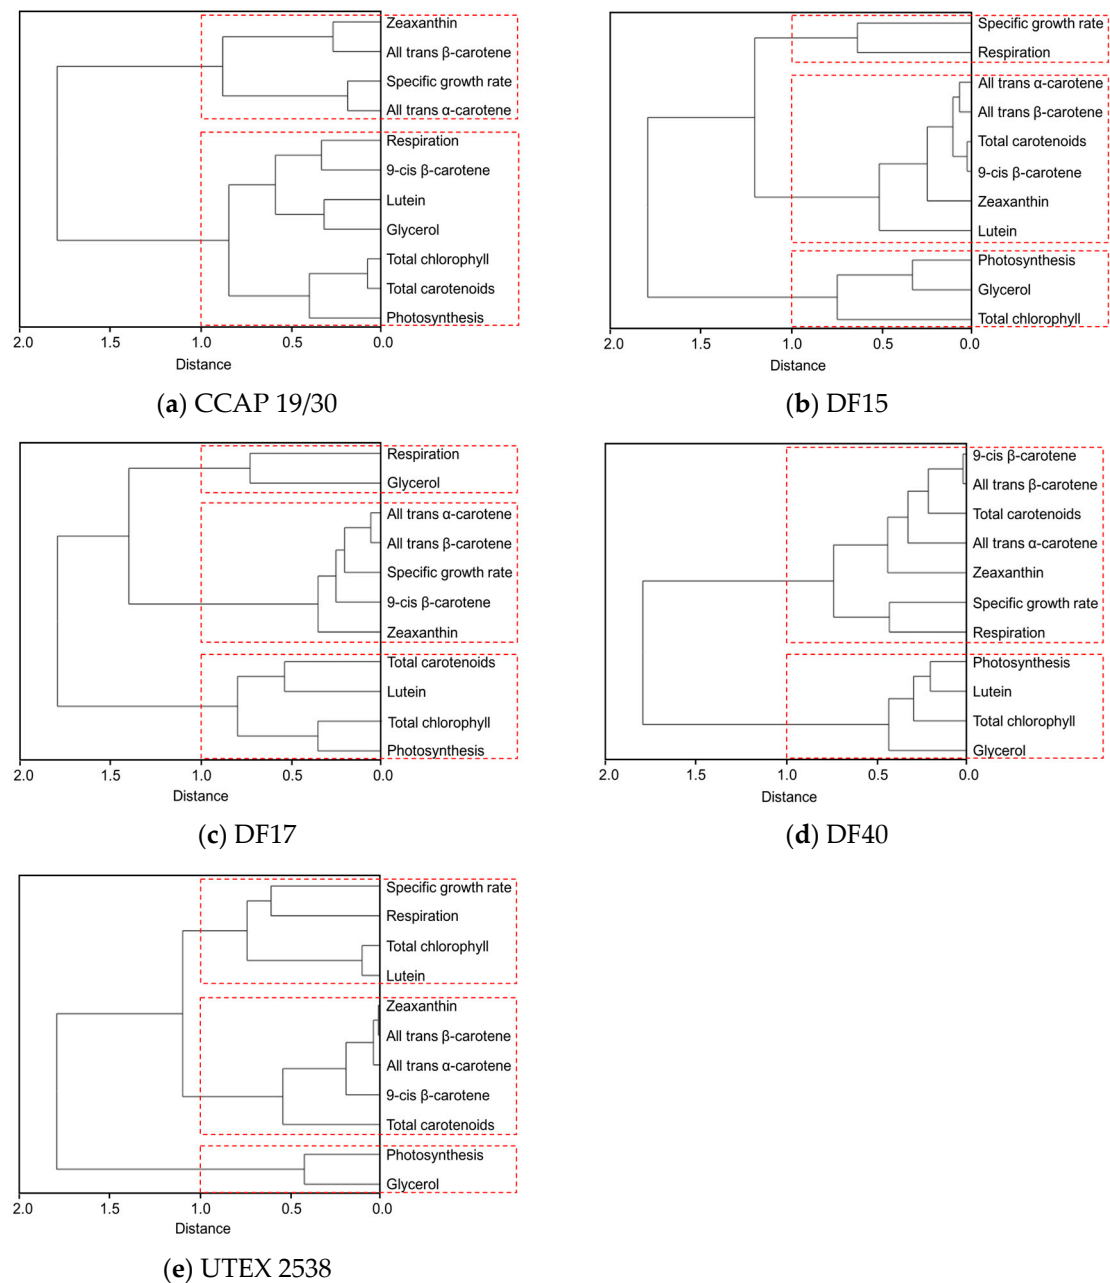 Zeaxanthin
All trans β-carotene
Specific growth rate
All trans α-carotene
Respiration
9-cis β-carotene
Lutein
Glycerol
Total chlorophyll
Total carotenoids
Photosynthesis
2.0 1.5 1.0 0.5 0.0
Distance
(a) CCAP 19/30
Specific growth rate
Respiration
All trans α-carotene
All trans β-carotene
Total carotenoids
9-cis β-carotene
Zeaxanthin
Lutein
Photosynthesis
Glycerol
Total chlorophyll
2.0 1.5 1.0 0.5 0.0
Distance
(b) DF15
Respiration
Glycerol
All trans α-carotene
All trans β-carotene
Specific growth rate
9-cis β-carotene
Zeaxanthin
Total carotenoids
Lutein
Total chlorophyll
Photosynthesis
2.0 1.5 1.0 0.5 0.0
Distance
(c) DF17
9-cis β-carotene
All trans β-carotene
Total carotenoids
All trans α-carotene
Zeaxanthin
Specific growth rate
Respiration
Photosynthesis
Lutein
Total chlorophyll
Glycerol
2.0 1.5 1.0 0.5 0.0
Distance
(d) DF40
Specific growth rate
Respiration
Total chlorophyll
Lutein
Zeaxanthin
All trans β-carotene
All trans α-carotene
9-cis β-carotene
Total carotenoids
Photosynthesis
Glycerol
2.0 1.5 1.0 0.5 0.0
Distance
(e) UTEX 2538